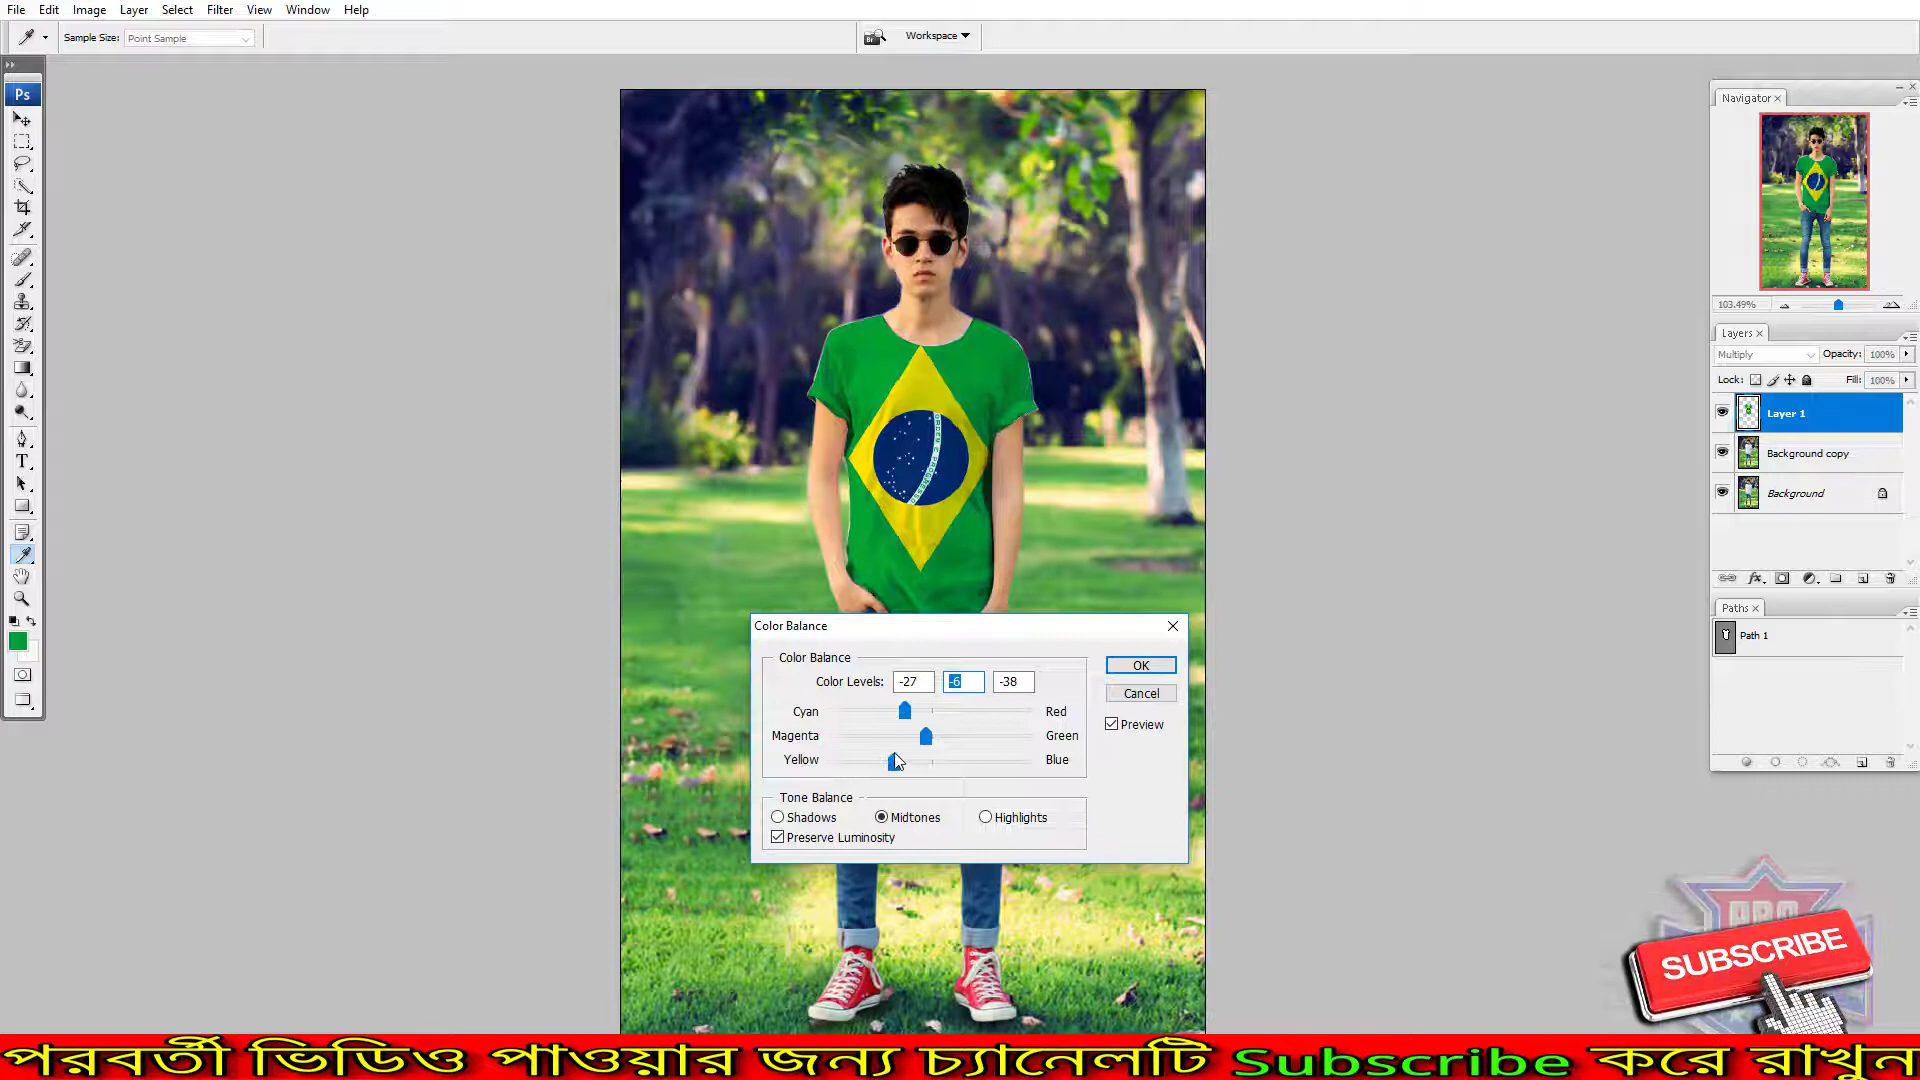 File Edit Image Layer Select Filter View Window Help
Sample Size: Point Sample Workspace
Ps
Navigator
103.49%
Layers
Multiply Opacity: 100%
Lock: Fill: 100%
Layer 1
Background copy
Background
Paths
Path 1
T
Color Balance
Color Balance
Color Levels: -27 -6 -38
Cyan Red
Magenta Green
Yellow Blue
OK
Cancel
Preview
Tone Balance
Shadows Midtones Highlights
Preserve Luminosity
SUBSCRIBE
পরবর্তী ভিডিও পাওয়ার জন্য চ্যানেলটি Subscribe করে রাখুন